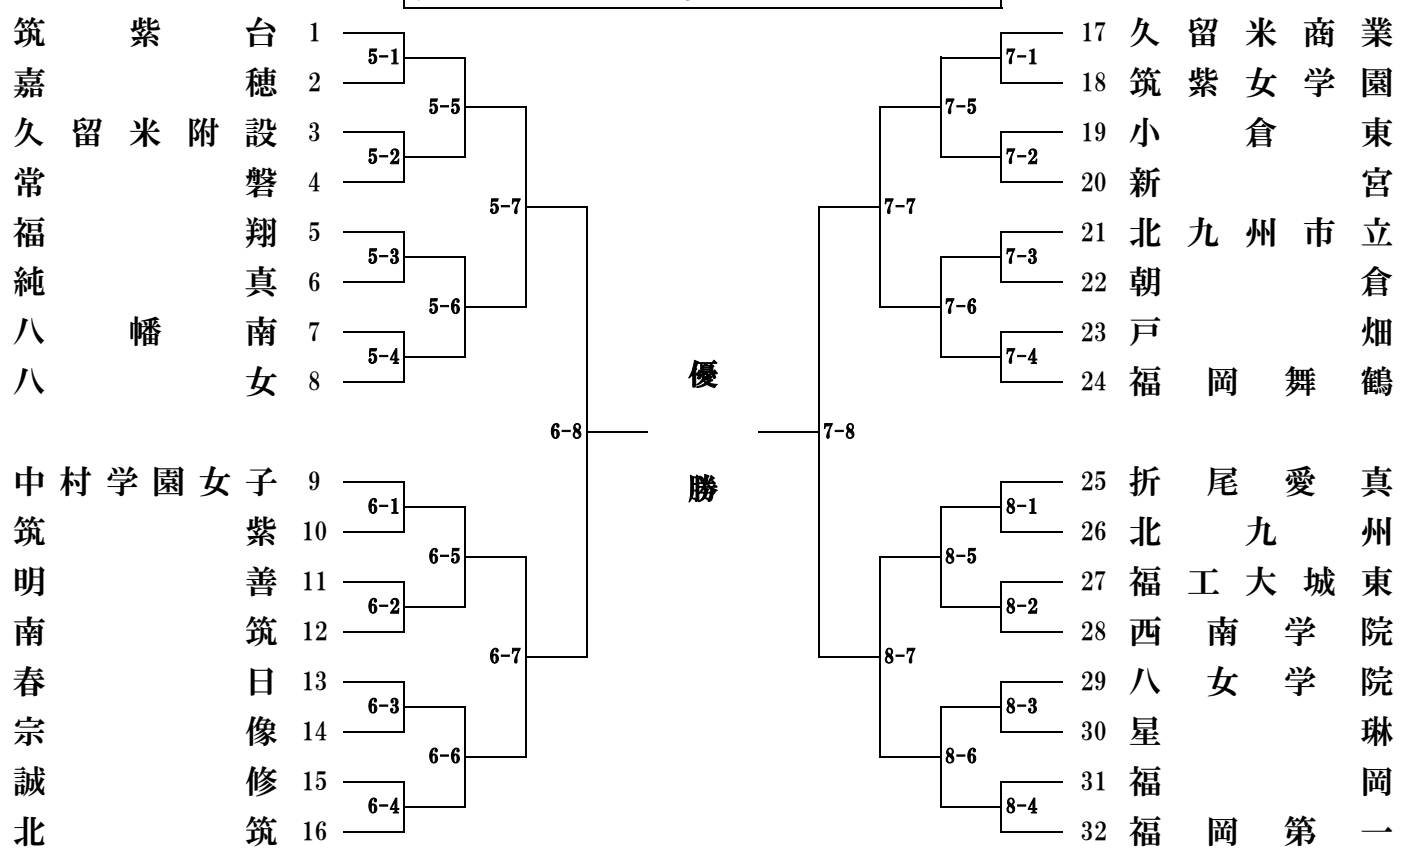 筑紫台 1
嘉穂 2
久留米附設 3
常磐 4
福翔 5
純真 6
八幡南 7
八女 8
中村学園女子 9
筑紫 10
明善 11
南筑 12
春日 13
宗像 14
誠修 15
北筑 16
5-1
5-2
5-3
5-4
5-5
5-6
5-7
6-8
6-1
6-2
6-3
6-4
6-5
6-6
6-7
優
勝
7-1
7-2
7-3
7-4
7-5
7-6
7-7
7-8
8-1
8-2
8-3
8-4
8-5
8-6
8-7
17 久留米商業
18 筑紫女学園
19 小倉東
20 新宮
21 北九州市立
22 朝倉
23 戸畑
24 福岡舞鶴
25 折尾愛真
26 北九州
27 福工大城東
28 西南学院
29 八女学院
30 星琳
31 福岡
32 福岡第一